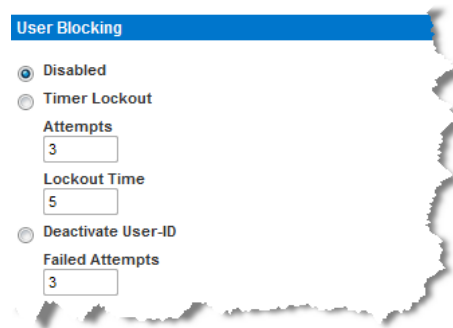 User Blocking
Disabled
Timer Lockout
Attempts
3
Lockout Time
5
Deactivate User-ID
Failed Attempts
3